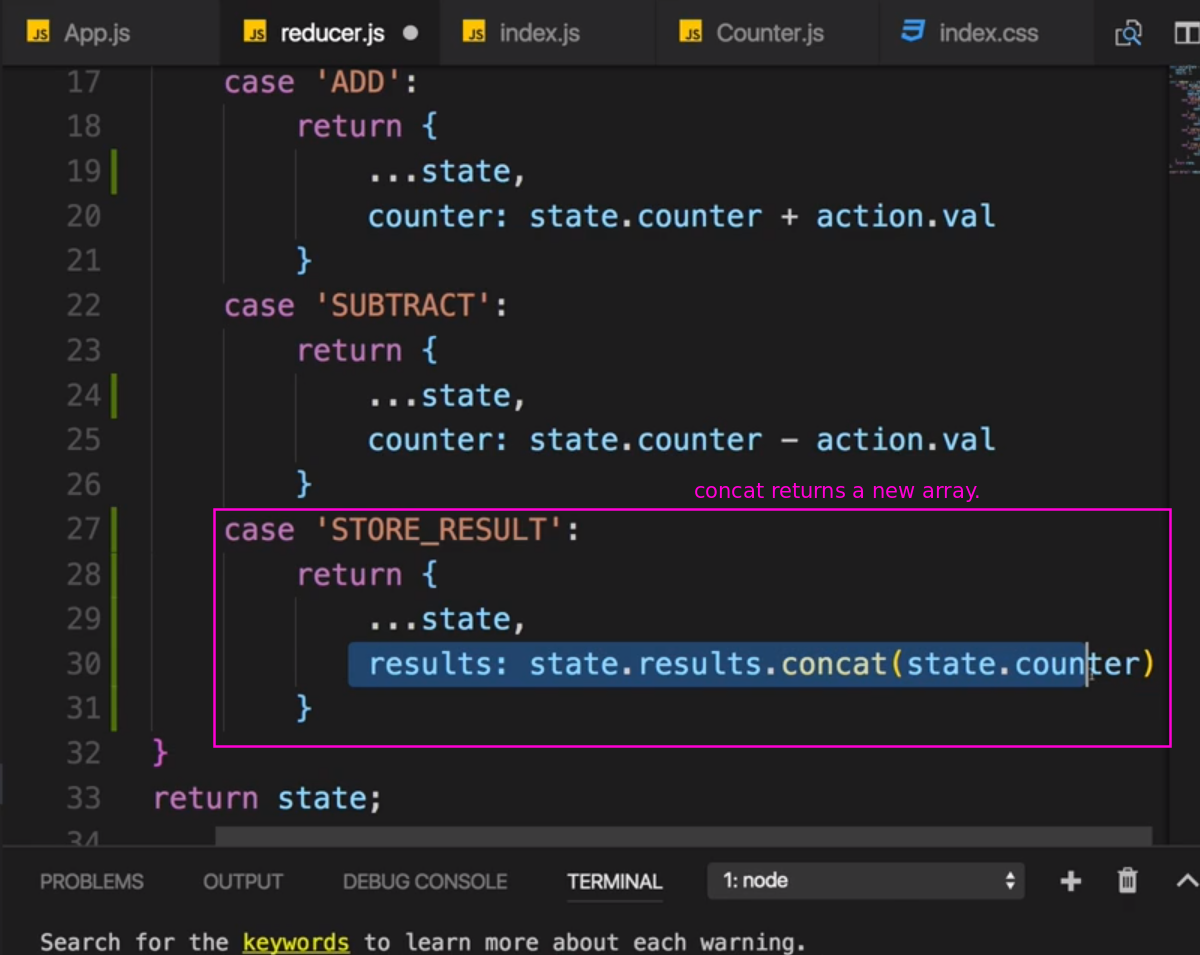 JS App.js JS reducer.js JS index.js JS Counter.js index.css
17 case 'ADD':
18 return {
19 ...state,
20 counter: state.counter + action.val
21 }
22 case 'SUBTRACT':
23 return {
24 ...state,
25 counter: state.counter - action.val
26 }
concat returns a new array.
27 case 'STORE_RESULT':
28 return {
29 ...state,
30 results: state.results.concat(state.counter)
31 }
32 }
33 return state;
34
PROBLEMS OUTPUT DEBUG CONSOLE TERMINAL 1: node
Search for the keywords to learn more about each warning.